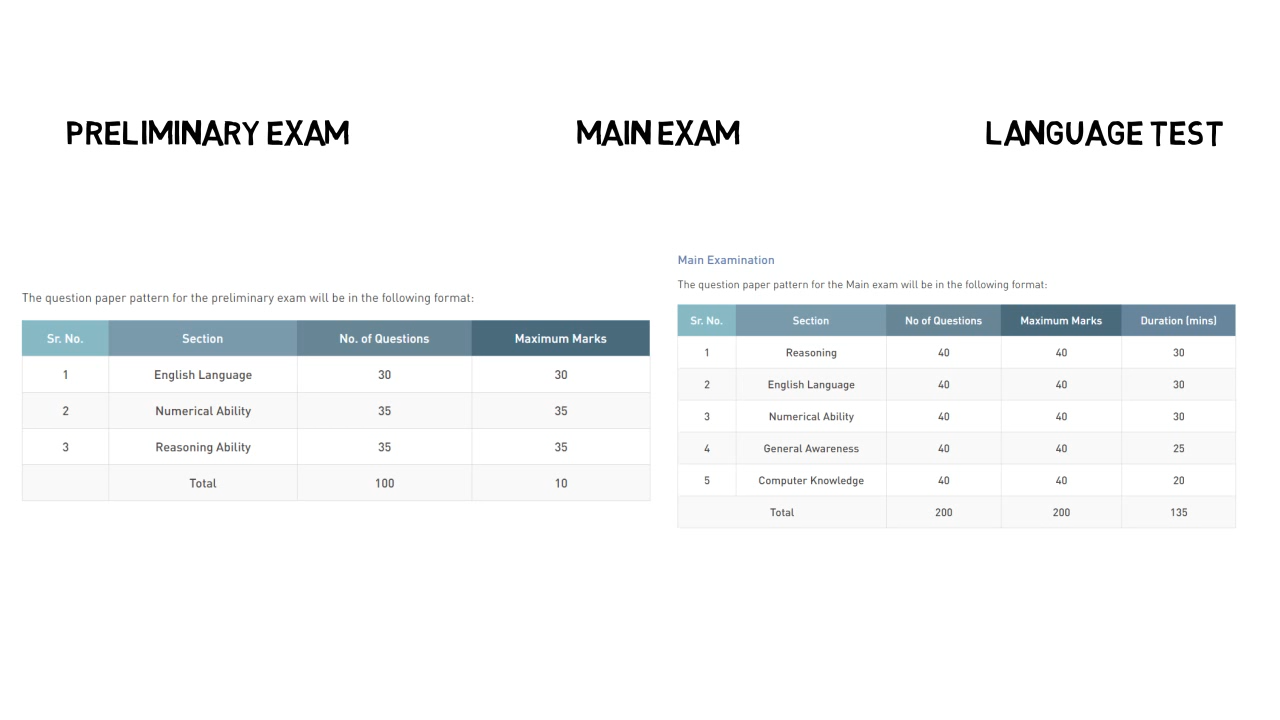 PRELIMINARY EXAM
MAIN EXAM
LANGUAGE TEST
The question paper pattern for the preliminary exam will be in the following format:
Sr. No. Section No. of Questions Maximum Marks
1 English Language 30 30
2 Numerical Ability 35 35
3 Reasoning Ability 35 35
Total 100 10
Main Examination
The question paper pattern for the Main exam will be in the following format:
Sr. No. Section No of Questions Maximum Marks Duration (mins)
1 Reasoning 40 40 30
2 English Language 40 40 30
3 Numerical Ability 40 40 30
4 General Awareness 40 40 25
5 Computer Knowledge 40 40 20
Total 200 200 135